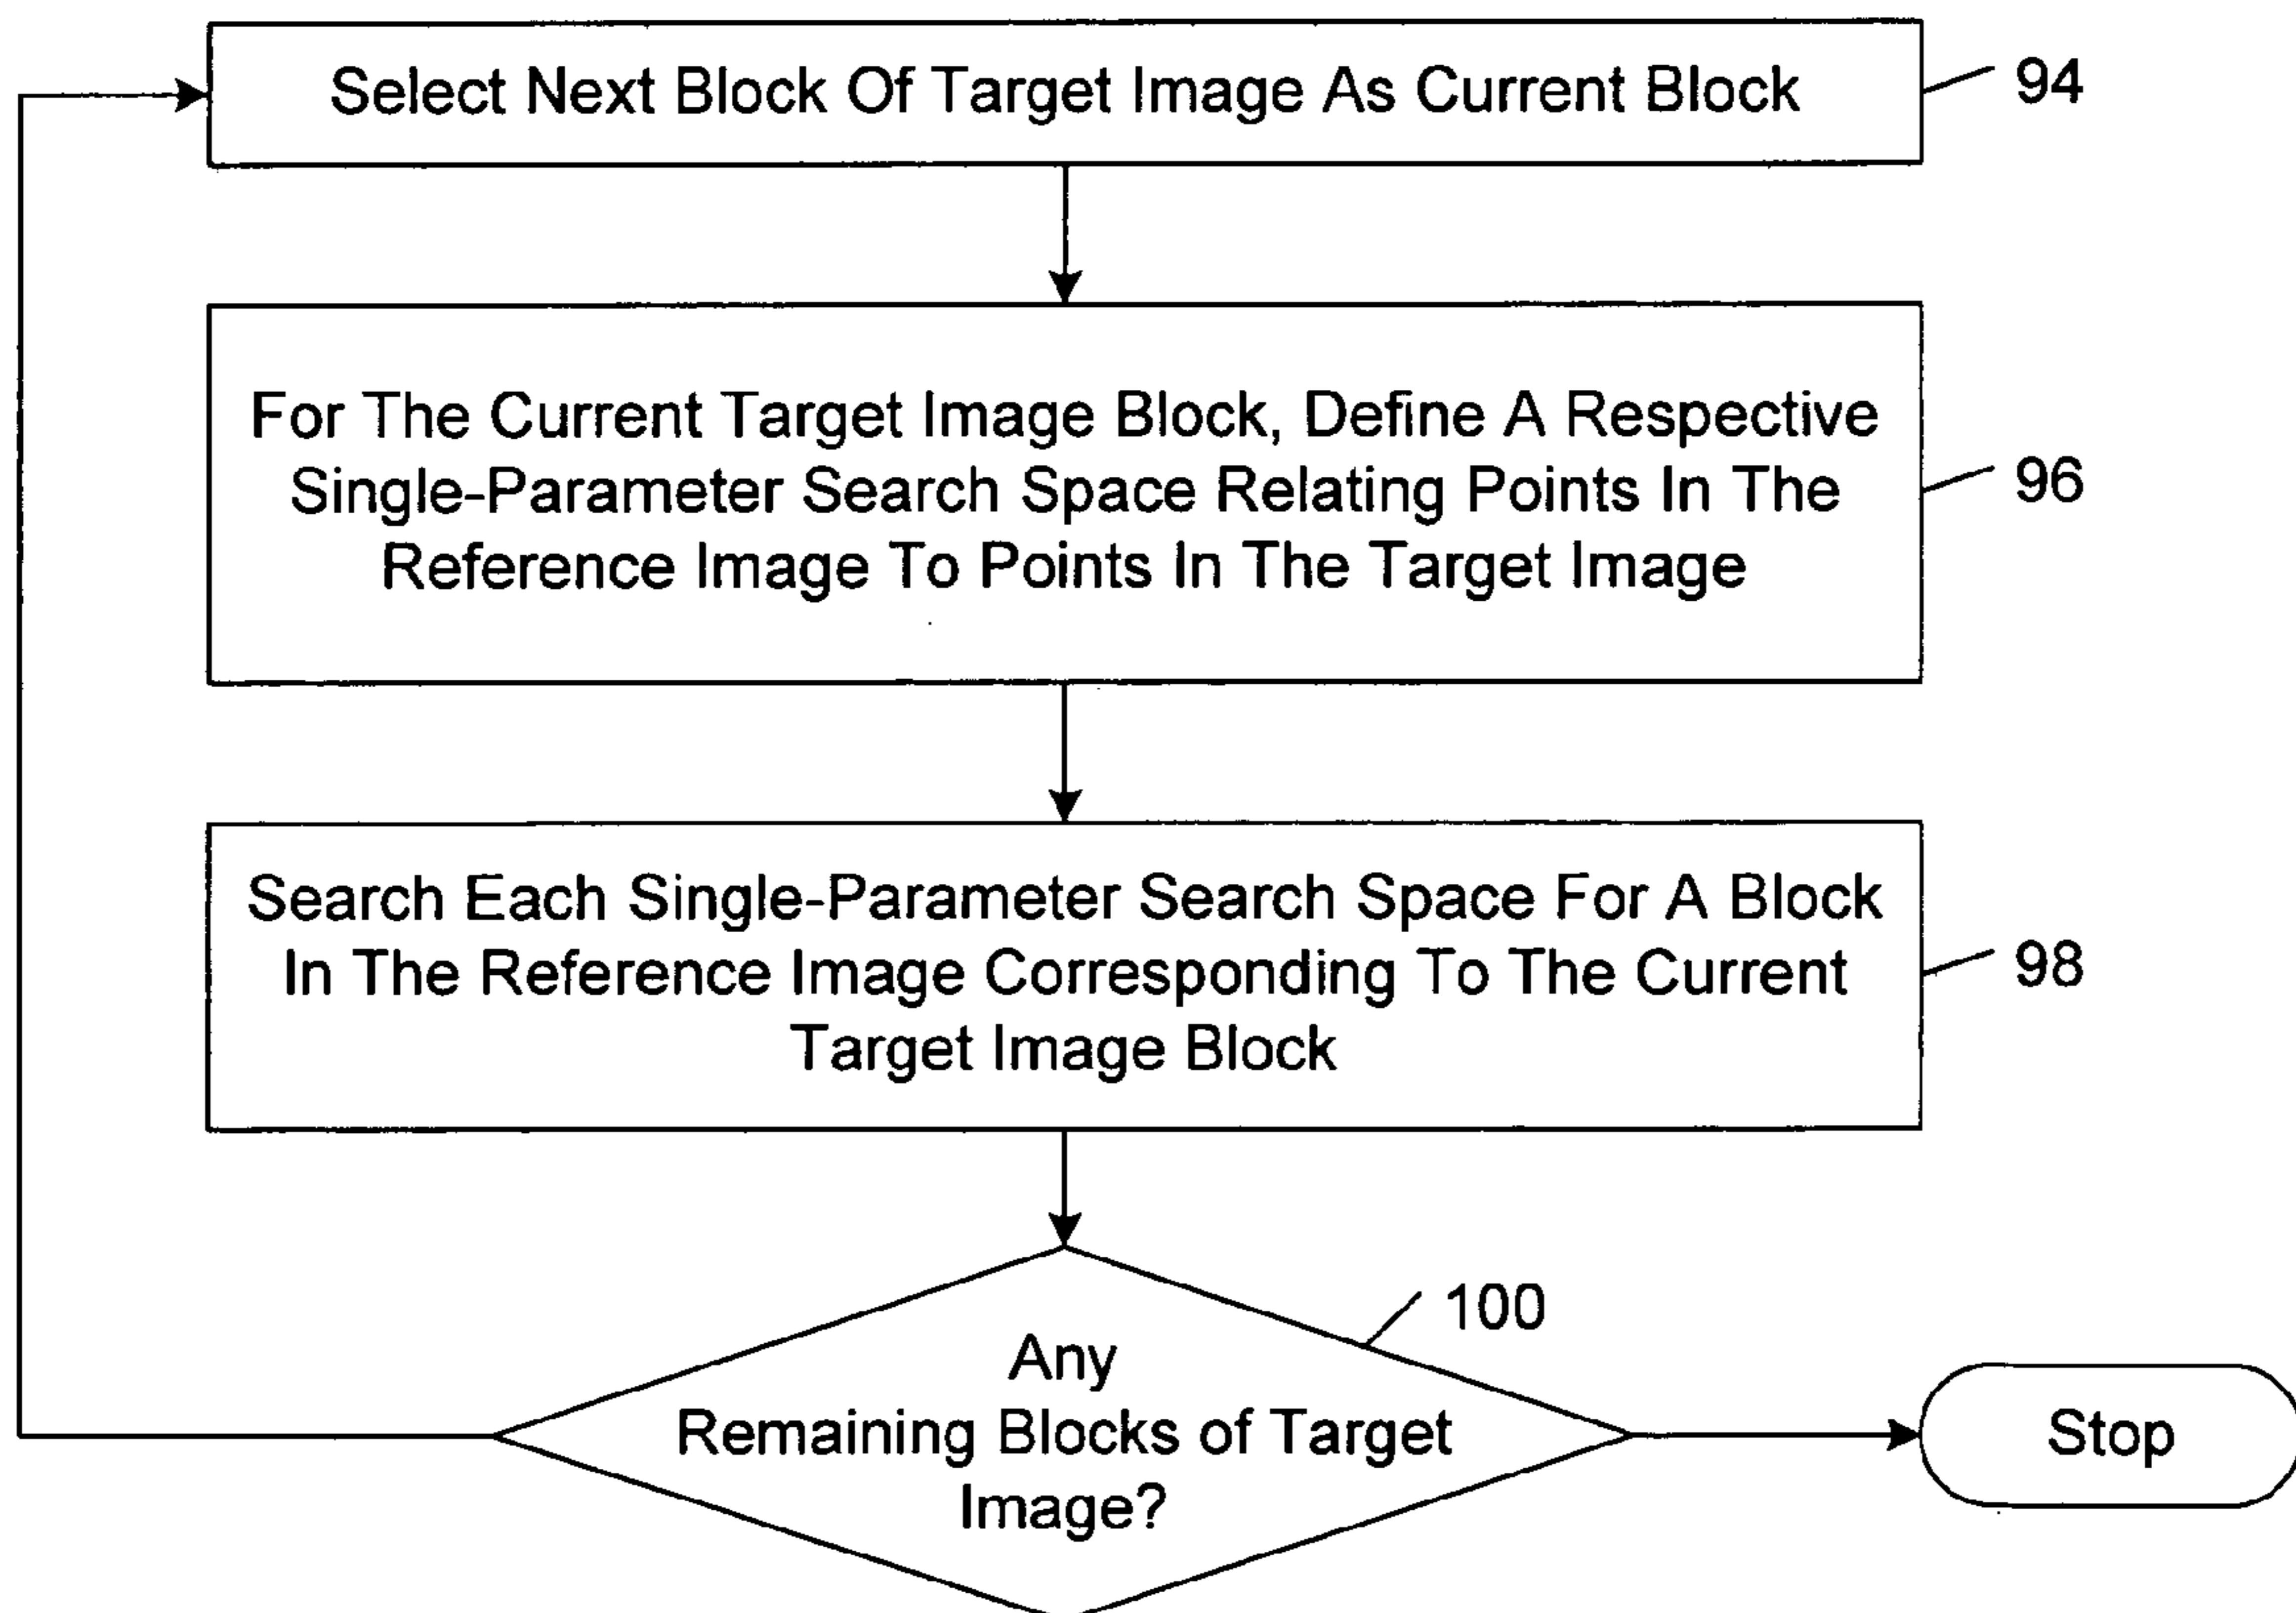 Select Next Block Of Target Image As Current Block
94
For The Current Target Image Block, Define A Respective
Single-Parameter Search Space Relating Points In The
Reference Image To Points In The Target Image
96
Search Each Single-Parameter Search Space For A Block
In The Reference Image Corresponding To The Current
Target Image Block
98
100
Any
Remaining Blocks of Target
Image?
Stop